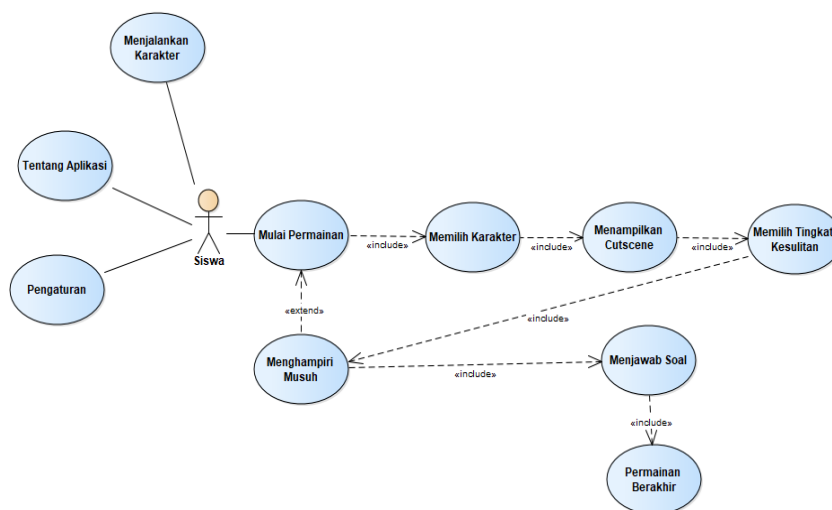 Menjalankan
Karakter
Tentang Aplikasi
Pengaturan
Siswa
Mulai Permainan
«include»
Memilih Karakter
«include»
Menampilkan
Cutscene
«include»
Memilih Tingkat
Kesulitan
«extend»
«include»
Menghampiri
Musuh
«include»
Menjawab Soal
«include»
Permainan
Berakhir